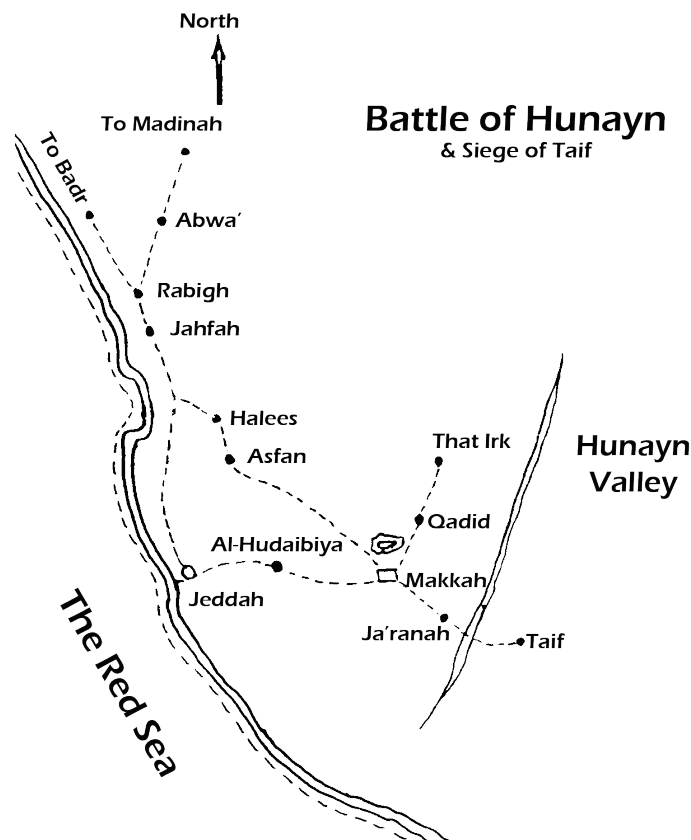 North
Battle of Hunayn
& Siege of Taif
To Madinah
To Badr
Abwa'
Rabigh
Jahfah
Halees
Asfan
That Irk
Hunayn
Valley
Qadid
Al-Hudaibiya
Makkah
Jeddah
Ja'ranah
Taif
The Red Sea